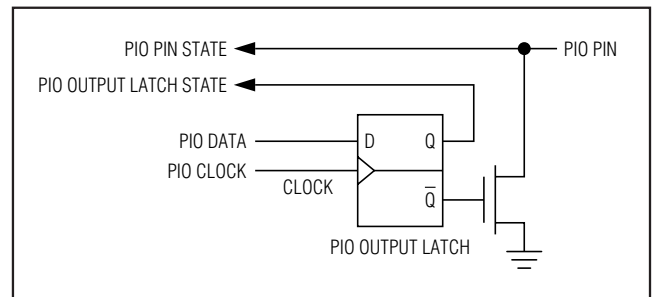 PIO PIN STATE
PIO PIN
PIO OUTPUT LATCH STATE
PIO DATA
D
Q
PIO CLOCK
CLOCK
Q̅
PIO OUTPUT LATCH